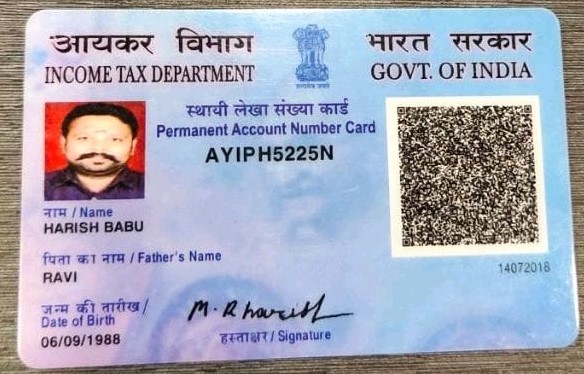 आयकर विभाग
INCOME TAX DEPARTMENT
भारत सरकार
GOVT. OF INDIA
सत्यमेव जयते
स्थायी लेखा संख्या कार्ड
Permanent Account Number Card
AYIPH5225N
नाम / Name
HARISH BABU
पिता का नाम / Father's Name
RAVI
14072018
जन्म की तारीख /
Date of Birth
06/09/1988
हस्ताक्षर / Signature